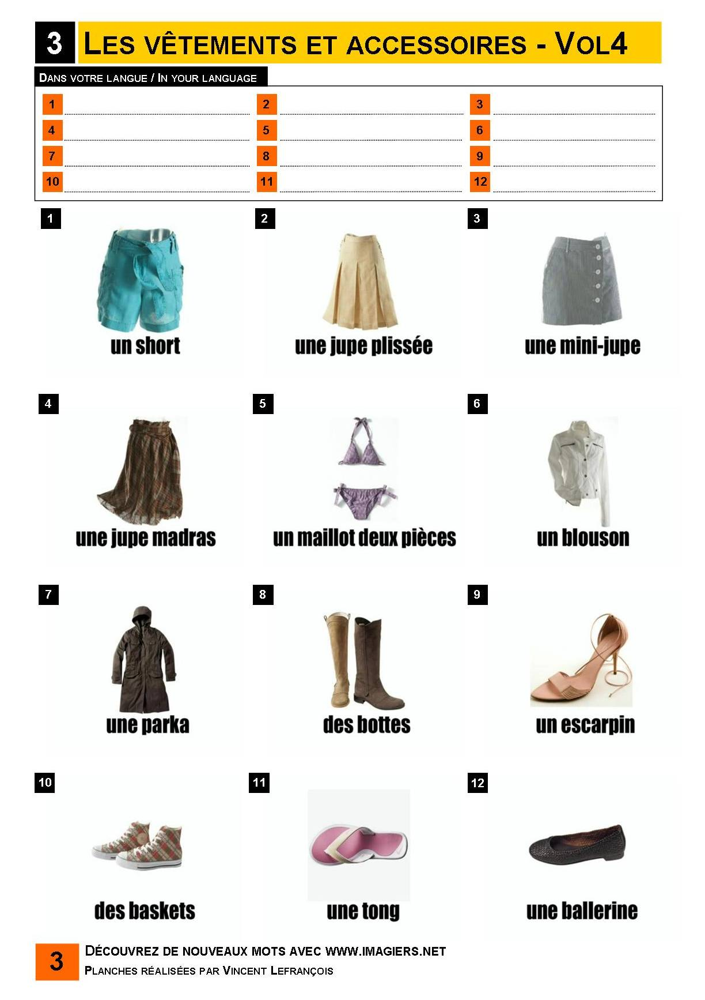 3 LES VÊTEMENTS ET ACCESSOIRES - VOL4
DANS VOTRE LANGUE / IN YOUR LANGUAGE
1 2 3
4 5 6
7 8 9
10 11 12
1 2 3
un short une jupe plissée une mini-jupe
4 5 6
une jupe madras un maillot deux pièces un blouson
7 8 9
une parka des bottes un escarpin
10 11 12
des baskets une tong une ballerine
3 DÉCOUVREZ DE NOUVEAUX MOTS AVEC WWW.IMAGIERS.NET
PLANCHES RÉALISÉES PAR VINCENT LEFRANÇOIS